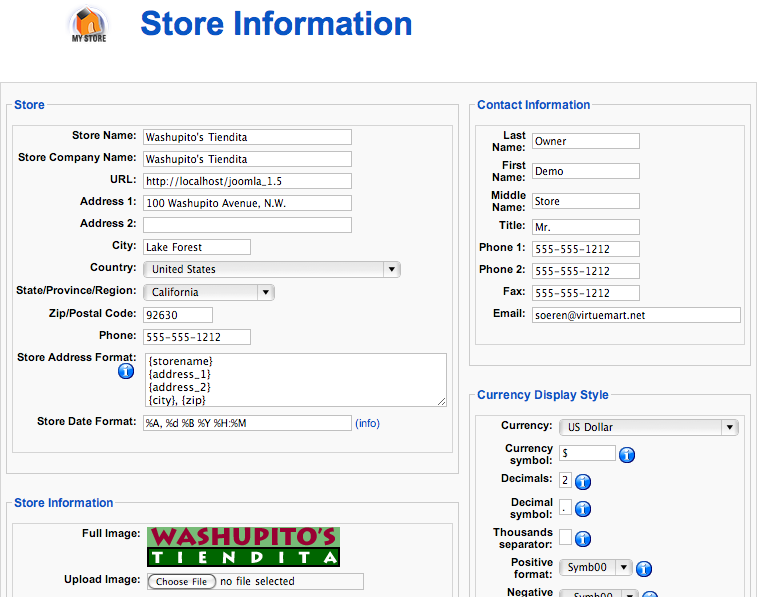 MY STORE
Store Information
Store
Store Name: Washupito's Tiendita
Store Company Name: Washupito's Tiendita
URL: http://localhost/joomla_1.5
Address 1: 100 Washupito Avenue, N.W.
Address 2:
City: Lake Forest
Country: United States
State/Province/Region: California
Zip/Postal Code: 92630
Phone: 555-555-1212
Store Address Format: {storename}
{address_1}
{address_2}
{city}, {zip}
Store Date Format: %A, %d %B %Y %H:%M (info)
Store Information
Full Image: WASHUPITO'S
TIENDITA
Upload Image: Choose File no file selected
Contact Information
Last
Name: Owner
First
Name: Demo
Middle
Name: Store
Title: Mr.
Phone 1: 555-555-1212
Phone 2: 555-555-1212
Fax: 555-555-1212
Email: soeren@virtuemart.net
Currency Display Style
Currency: US Dollar
Currency
symbol: $
Decimals: 2
Decimal
symbol: .
Thousands
separator:
Positive
format: Symb00
Negative Symb00